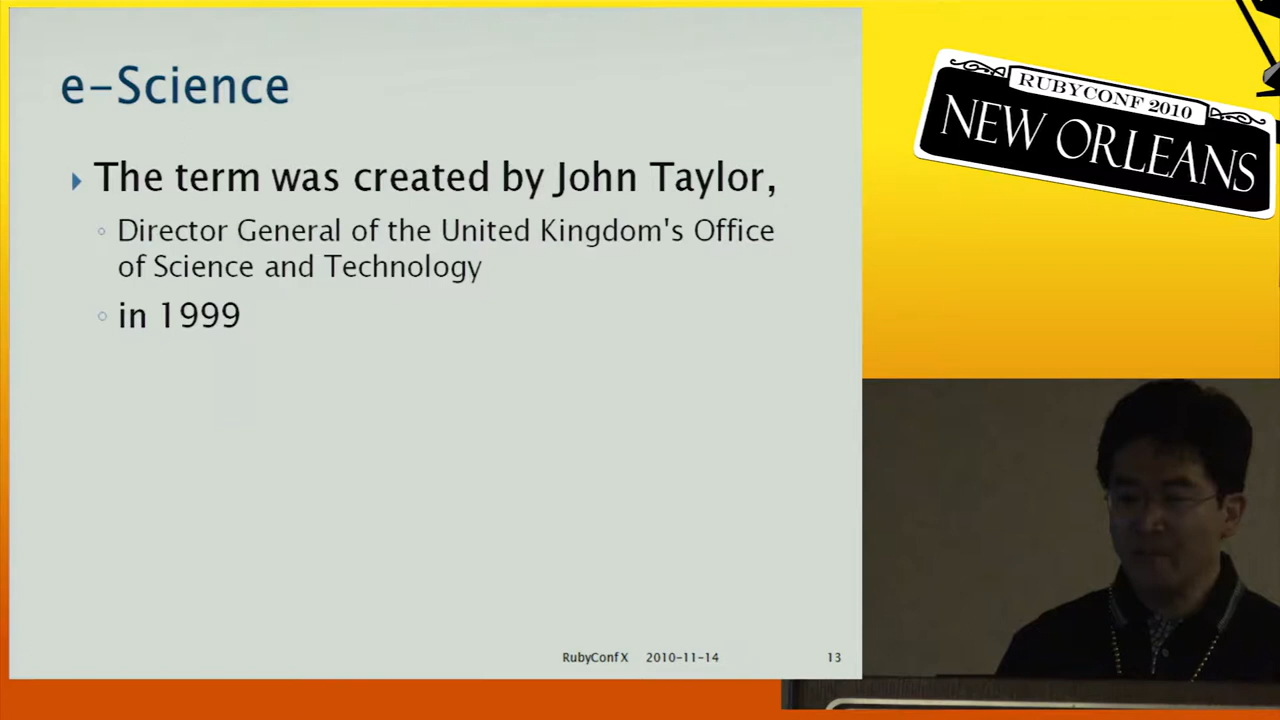 e-Science
The term was created by John Taylor,
Director General of the United Kingdom's Office
of Science and Technology
in 1999
RubyConf X 2010-11-14 13
RUBYCONF 2010
NEW ORLEANS